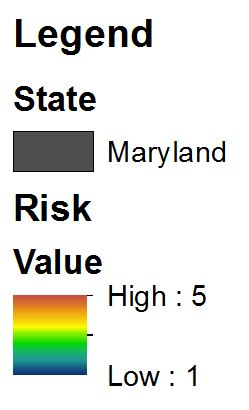 Legend
State
Maryland
Risk
Value
High : 5
Low : 1